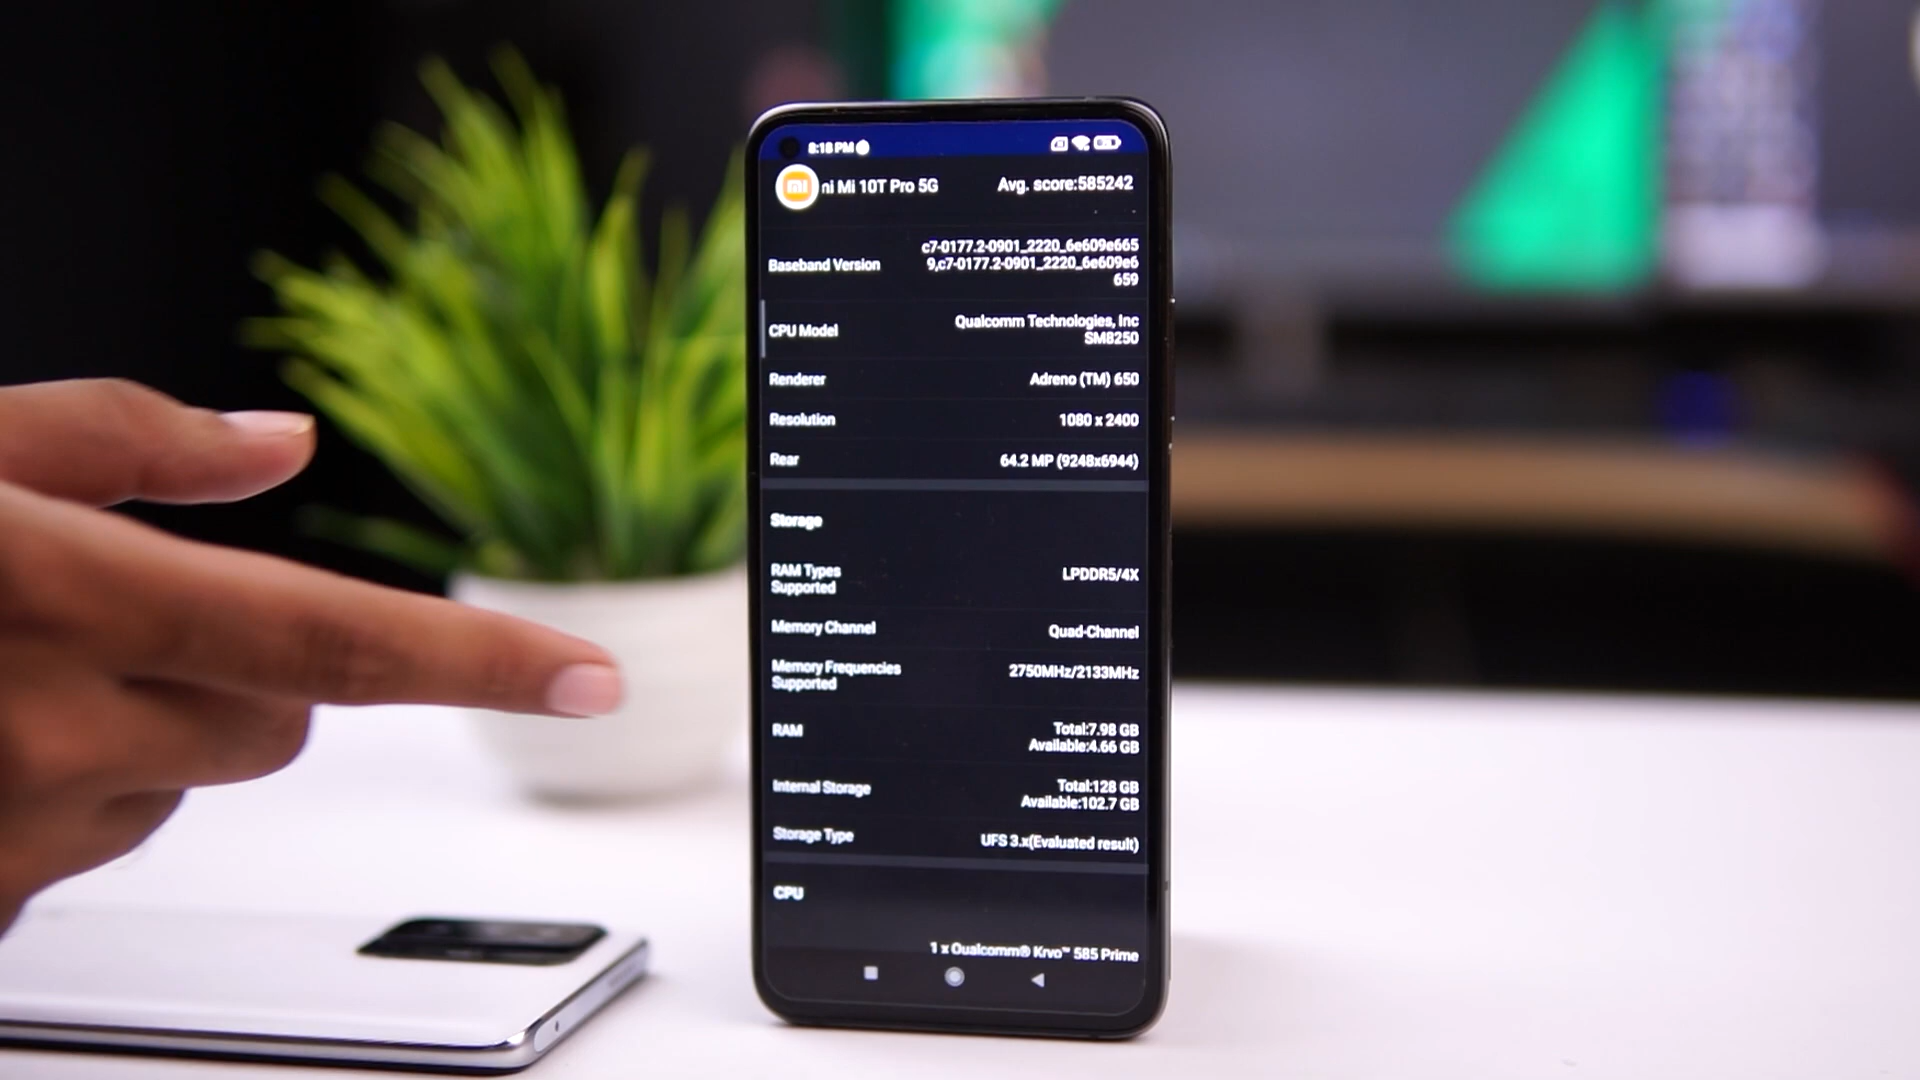 8:18 PM
mi
ni Mi 10T Pro 5G Avg. score:585242
Baseband Version c7-0177.2-0901_2220_6e609e665
9,c7-0177.2-0901_2220_6e609e6
659
CPU Model Qualcomm Technologies, Inc
SM8250
Renderer Adreno (TM) 650
Resolution 1080 x 2400
Rear 64.2 MP (9248x6944)
Storage
RAM Types
Supported LPDDR5/4X
Memory Channel Quad-Channel
Memory Frequencies
Supported 2750MHz/2133MHz
RAM Total:7.98 GB
Available:4.66 GB
Internal Storage Total:128 GB
Available:102.7 GB
Storage Type UFS 3.x(Evaluated result)
CPU
1 x Qualcomm® Kryo™ 585 Prime